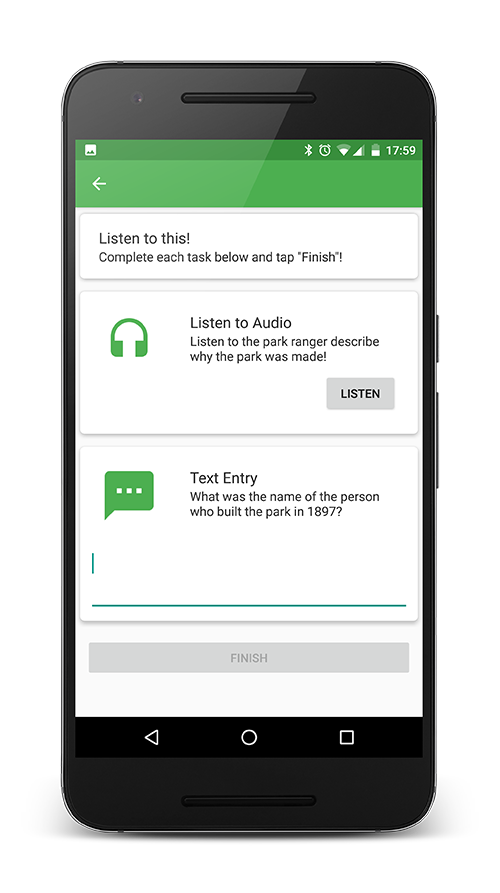 17:59
Listen to this!
Complete each task below and tap "Finish"!
Listen to Audio
Listen to the park ranger describe
why the park was made!
LISTEN
Text Entry
What was the name of the person
who built the park in 1897?
FINISH